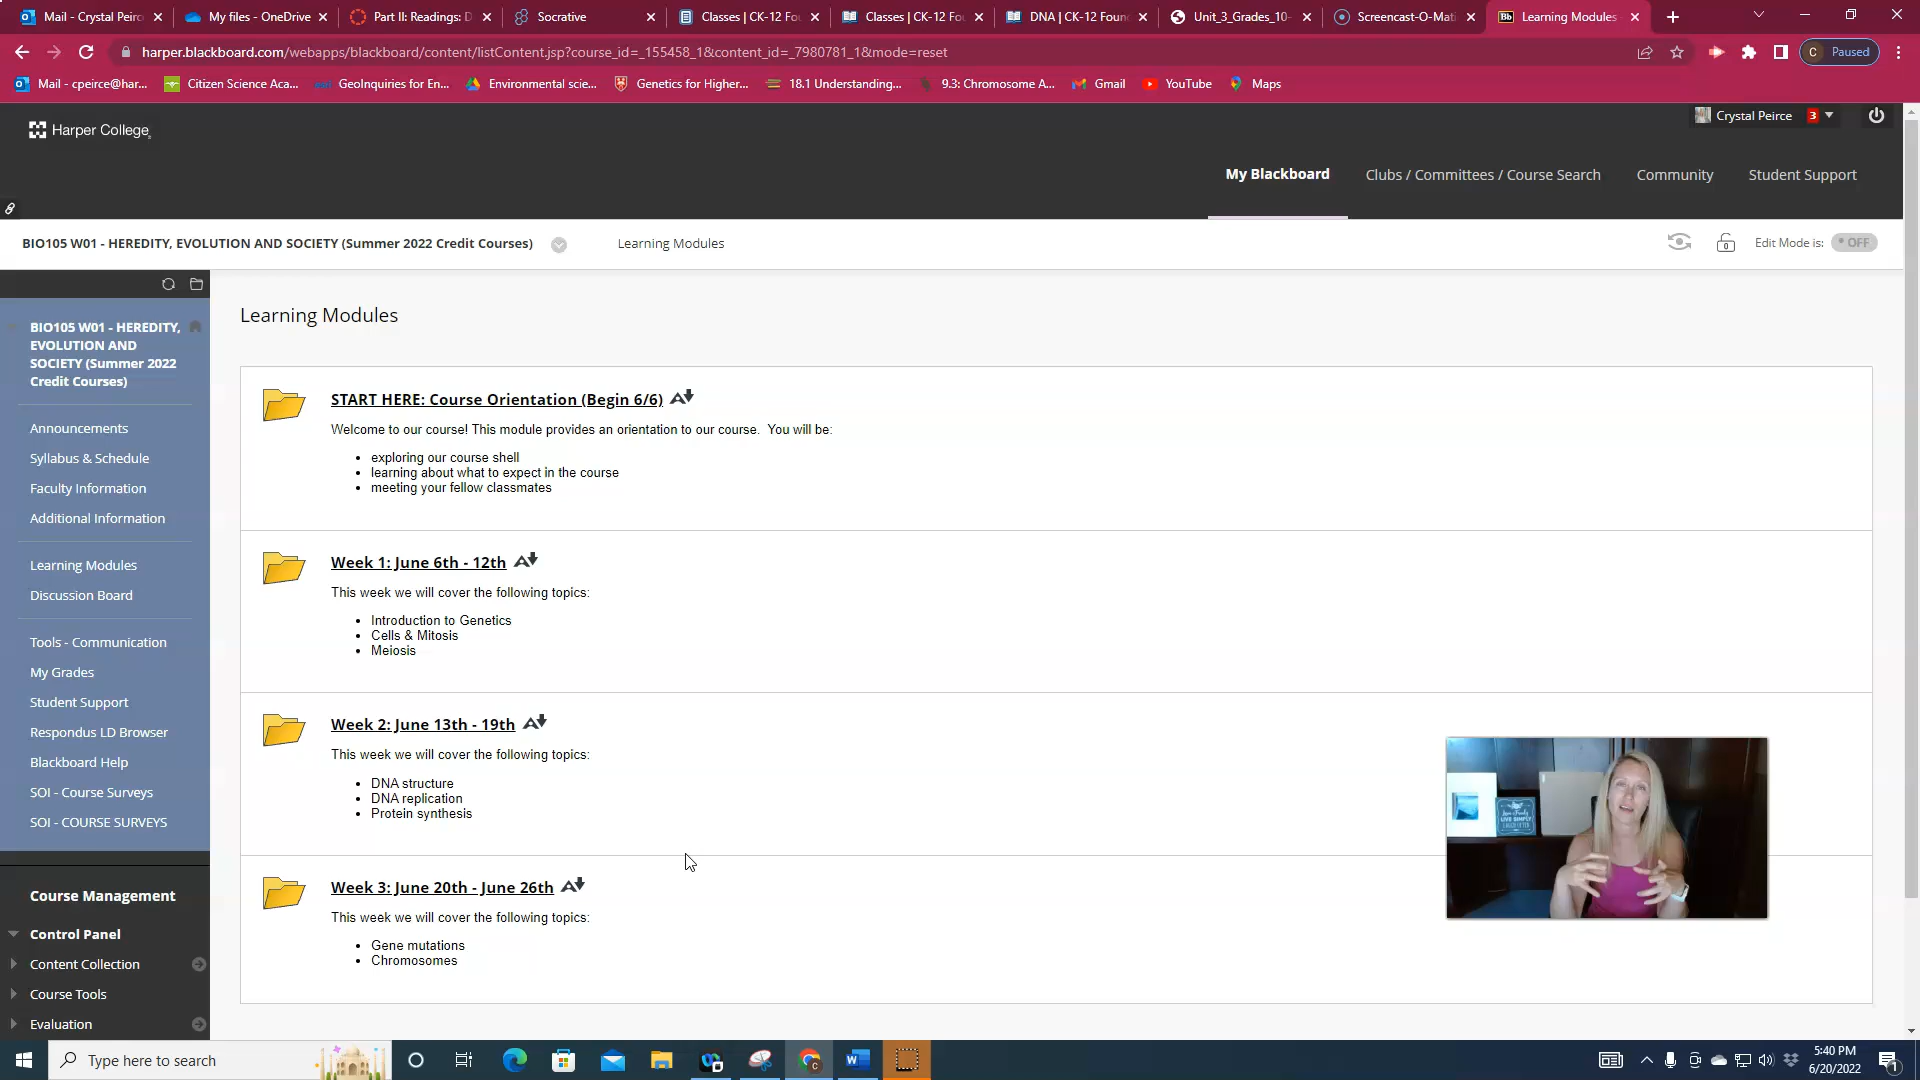 Mail - Crystal Peirc
My files - OneDrive
Part II: Readings: D
Socrative
Classes | CK-12 Fou
Classes | CK-12 Fou
DNA | CK-12 Found
Unit_3_Grades_10-
Screencast-O-Mati
Learning Modules
harper.blackboard.com/webapps/blackboard/content/listContent.jsp?course_id=_155458_1&content_id=_7980781_1&mode=reset
C Paused
Mail - cpeirce@har...
Citizen Science Aca...
GeoInquiries for En...
Environmental scie...
Genetics for Higher...
18.1 Understanding...
9.3: Chromosome A...
Gmail
YouTube
Maps
Harper College
Crystal Peirce 3
My Blackboard
Clubs / Committees / Course Search
Community
Student Support
BIO105 W01 - HEREDITY, EVOLUTION AND SOCIETY (Summer 2022 Credit Courses)
Learning Modules
Edit Mode is: OFF
BIO105 W01 - HEREDITY,
EVOLUTION AND
SOCIETY (Summer 2022
Credit Courses)
Announcements
Syllabus & Schedule
Faculty Information
Additional Information
Learning Modules
Discussion Board
Tools - Communication
My Grades
Student Support
Respondus LD Browser
Blackboard Help
SOI - Course Surveys
SOI - COURSE SURVEYS
Course Management
Control Panel
Content Collection
Course Tools
Evaluation
Learning Modules
START HERE: Course Orientation (Begin 6/6)
Welcome to our course! This module provides an orientation to our course. You will be:
exploring our course shell
learning about what to expect in the course
meeting your fellow classmates
Week 1: June 6th - 12th
This week we will cover the following topics:
Introduction to Genetics
Cells & Mitosis
Meiosis
Week 2: June 13th - 19th
This week we will cover the following topics:
DNA structure
DNA replication
Protein synthesis
Week 3: June 20th - June 26th
This week we will cover the following topics:
Gene mutations
Chromosomes
LIVE SIMPLY
Type here to search
5:40 PM
6/20/2022
1